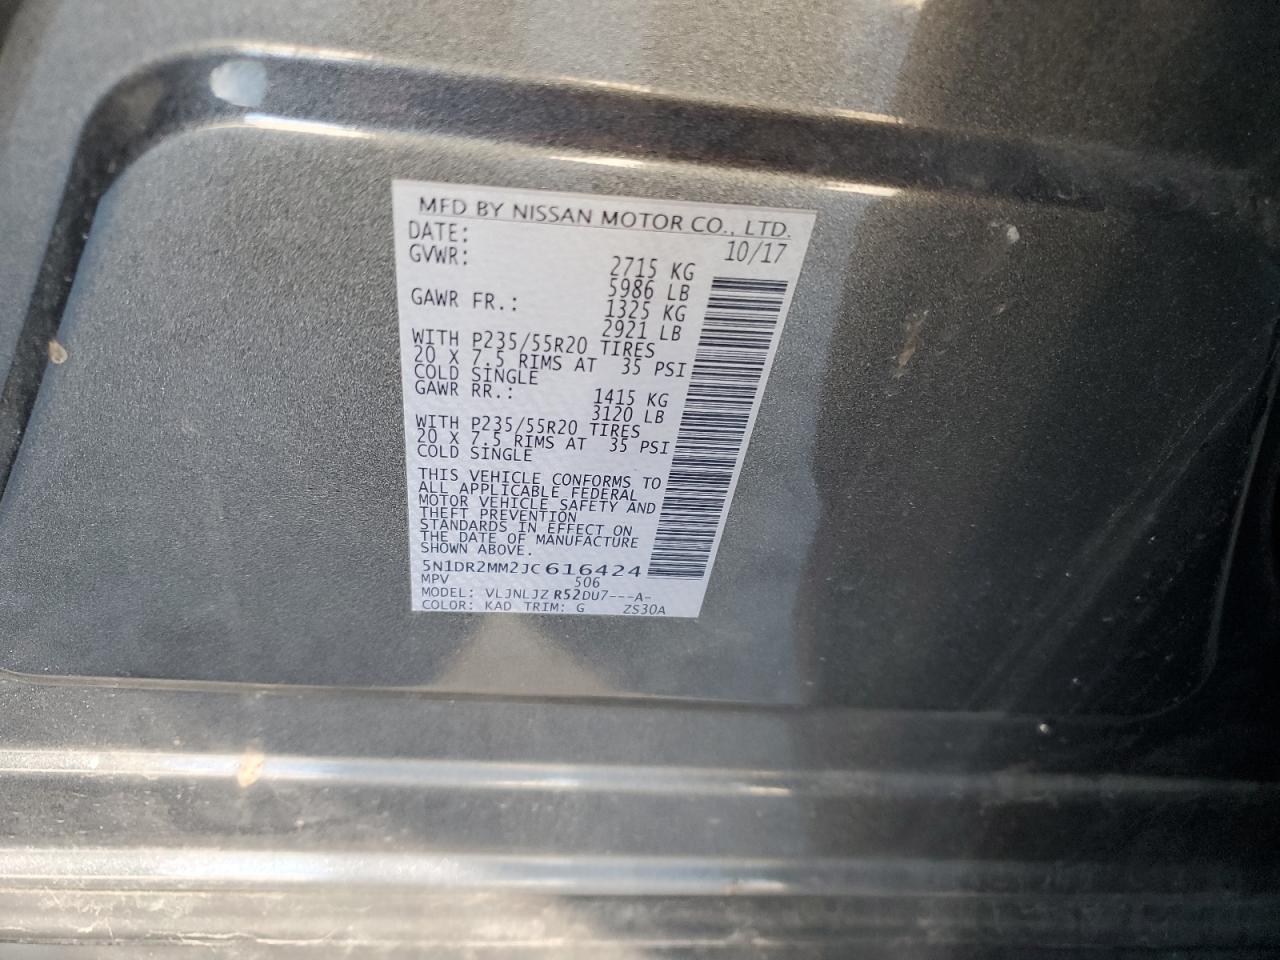 MFD BY NISSAN MOTOR CO., LTD.
DATE: 10/17
GVWR: 2715 KG
5986 LB
GAWR FR.: 1325 KG
2921 LB
WITH P235/55R20 TIRES
20 X 7.5 RIMS AT 35 PSI
COLD SINGLE
GAWR RR.: 1415 KG
3120 LB
WITH P235/55R20 TIRES
20 X 7.5 RIMS AT 35 PSI
COLD SINGLE
THIS VEHICLE CONFORMS TO
ALL APPLICABLE FEDERAL
MOTOR VEHICLE SAFETY AND
THEFT PREVENTION
STANDARDS IN EFFECT ON
THE DATE OF MANUFACTURE
SHOWN ABOVE.
5N1DR2MM2JC616424
MPV 506
MODEL: VLJNLJZ R52DU7---A-
COLOR: KAD TRIM: G ZS30A